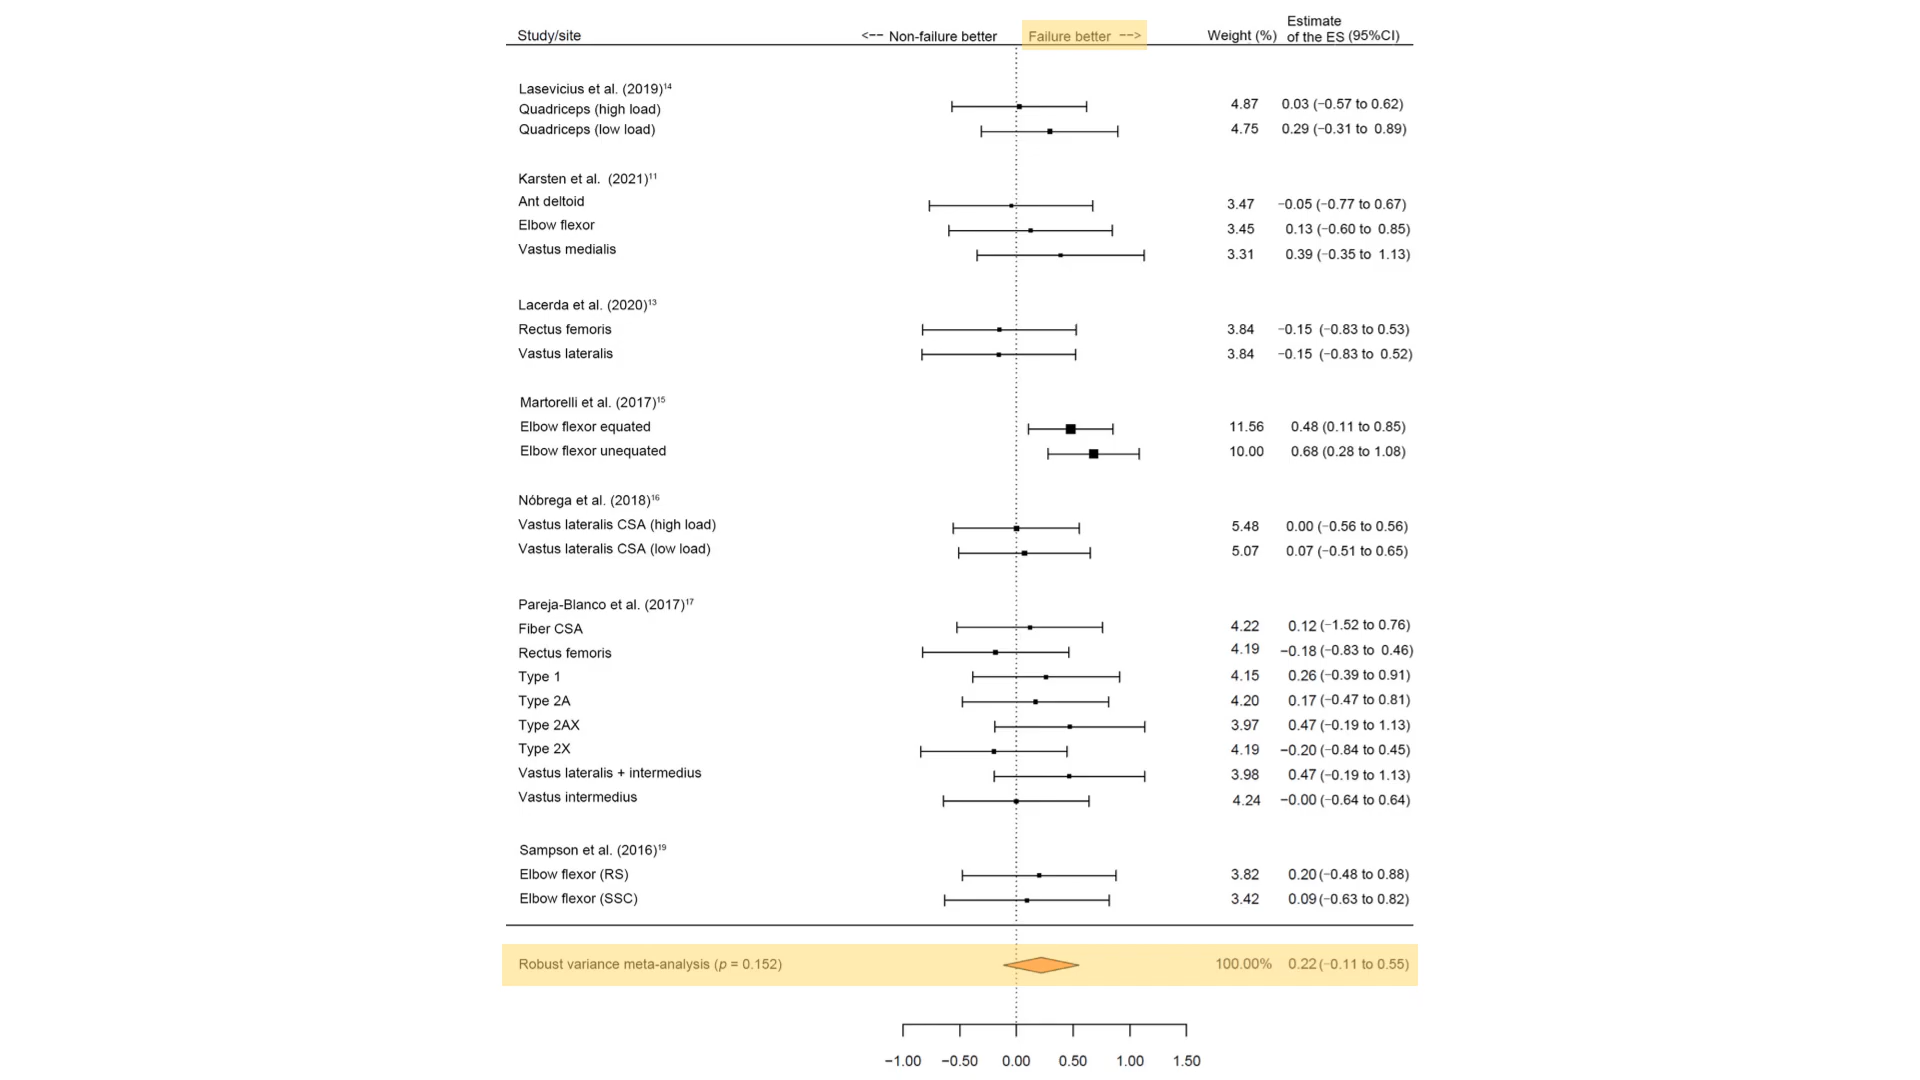 Study/site <−− Non-failure better Failure better −−> Weight (%) Estimate of the ES (95%CI)
Lasevicius et al. (2019)14
Quadriceps (high load) 4.87 0.03 (−0.57 to 0.62)
Quadriceps (low load) 4.75 0.29 (−0.31 to 0.89)
Karsten et al. (2021)11
Ant deltoid 3.47 −0.05 (−0.77 to 0.67)
Elbow flexor 3.45 0.13 (−0.60 to 0.85)
Vastus medialis 3.31 0.39 (−0.35 to 1.13)
Lacerda et al. (2020)13
Rectus femoris 3.84 −0.15 (−0.83 to 0.53)
Vastus lateralis 3.84 −0.15 (−0.83 to 0.52)
Martorelli et al. (2017)15
Elbow flexor equated 11.56 0.48 (0.11 to 0.85)
Elbow flexor unequated 10.00 0.68 (0.28 to 1.08)
Nóbrega et al. (2018)16
Vastus lateralis CSA (high load) 5.48 0.00 (−0.56 to 0.56)
Vastus lateralis CSA (low load) 5.07 0.07 (−0.51 to 0.65)
Pareja-Blanco et al. (2017)17
Fiber CSA 4.22 0.12 (−1.52 to 0.76)
Rectus femoris 4.19 −0.18 (−0.83 to 0.46)
Type 1 4.15 0.26 (−0.39 to 0.91)
Type 2A 4.20 0.17 (−0.47 to 0.81)
Type 2AX 3.97 0.47 (−0.19 to 1.13)
Type 2X 4.19 −0.20 (−0.84 to 0.45)
Vastus lateralis + intermedius 3.98 0.47 (−0.19 to 1.13)
Vastus intermedius 4.24 −0.00 (−0.64 to 0.64)
Sampson et al. (2016)19
Elbow flexor (RS) 3.82 0.20 (−0.48 to 0.88)
Elbow flexor (SSC) 3.42 0.09 (−0.63 to 0.82)
Robust variance meta-analysis (p = 0.152) 100.00% 0.22 (−0.11 to 0.55)
−1.00 −0.50 0.00 0.50 1.00 1.50